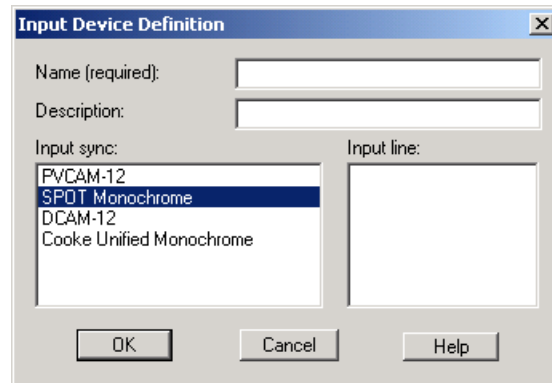 Input Device Definition
Name (required):
Description:
Input sync:
Input line:
PVCAM-12
SPOT Monochrome
DCAM-12
Cooke Unified Monochrome
OK
Cancel
Help